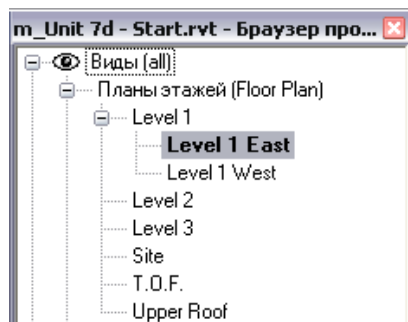 m_Unit 7d - Start.rvt - Браузер про...
Виды (all)
Планы этажей (Floor Plan)
Level 1
Level 1 East
Level 1 West
Level 2
Level 3
Site
T.O.F.
Upper Roof